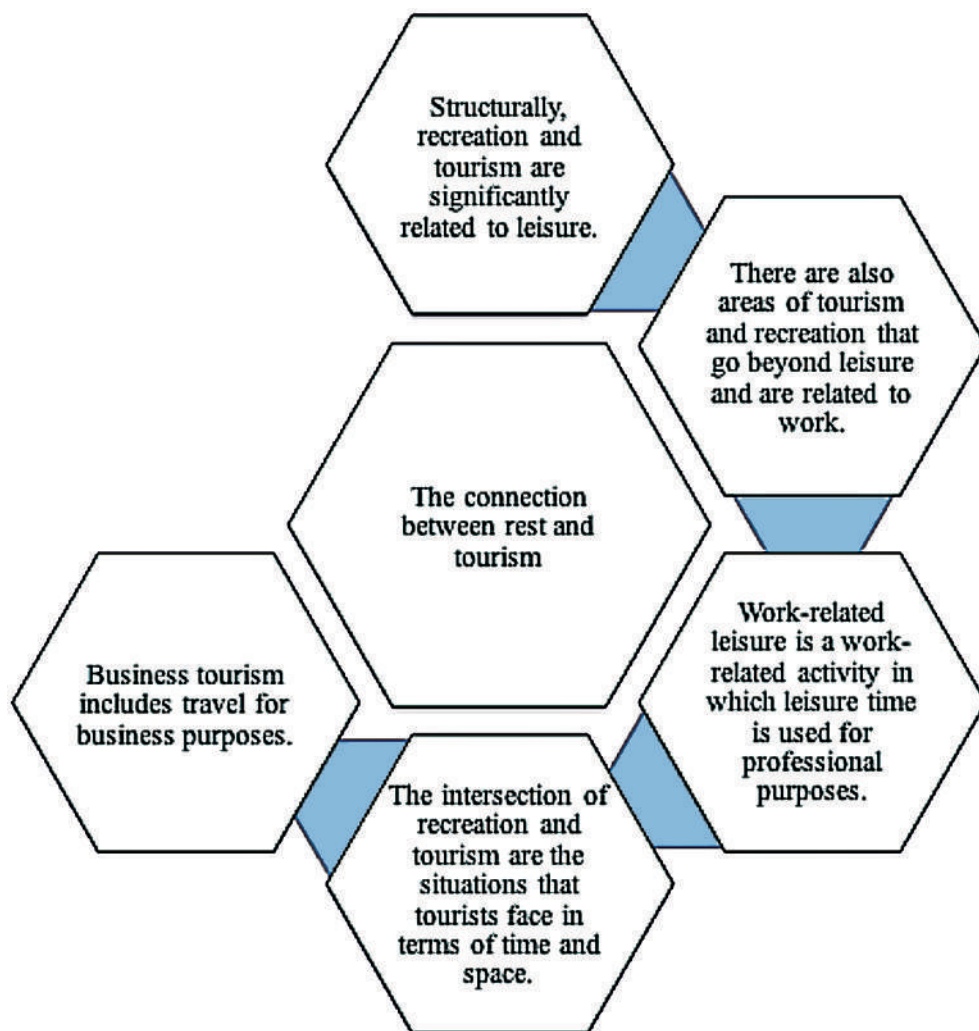 Structurally,
recreation and
tourism are
significantly
related to leisure.
There are also
areas of tourism
and recreation that
go beyond leisure
and are related to
work.
The connection
between rest and
tourism
Work-related
leisure is a work-
related activity in
which leisure time
is used for
professional
purposes.
The intersection of
recreation and
tourism are the
situations that
tourists face in
terms of time and
space.
Business tourism
includes travel for
business purposes.